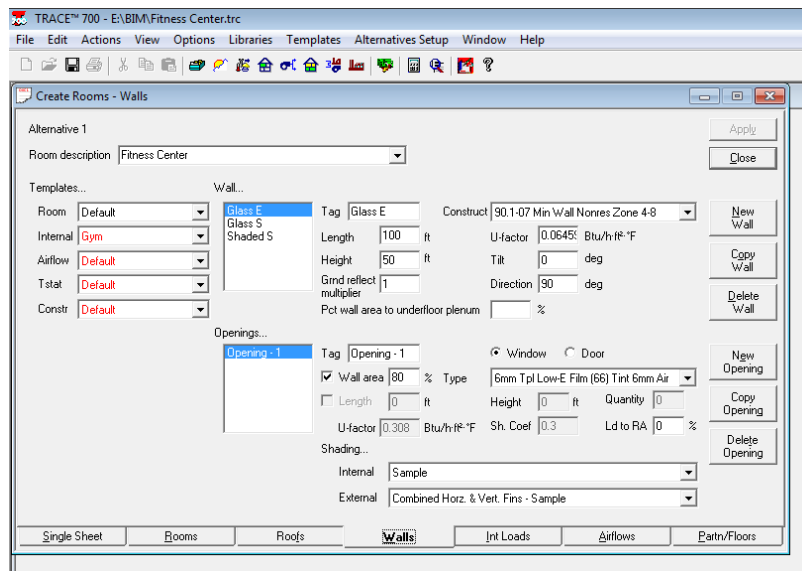 TRACE™ 700 - E:\BIM\Fitness Center.trc
File Edit Actions View Options Libraries Templates Alternatives Setup Window Help
Create Rooms - Walls
Alternative 1
Apply
Room description Fitness Center
Close
Templates... Wall...
Room Default Glass E Tag Glass E Construct 90.1-07 Min Wall Nonres Zone 4-8 New Wall
Glass S
Internal Gym Shaded S Length 100 ft U-factor 0.0645 Btu/h·ft²·°F
Airflow Default Height 50 ft Tilt 0 deg Copy Wall
Tstat Default Grnd reflect multiplier 1 Direction 90 deg
Constr Default Pct wall area to underfloor plenum % Delete Wall
Openings...
Opening - 1 Tag Opening - 1 Window Door New Opening
Wall area 80 % Type 6mm Tpl Low-E Film (66) Tint 6mm Air
Length 0 ft Height 0 ft Quantity 0 Copy Opening
U-factor 0.308 Btu/h·ft²·°F Sh. Coef 0.3 Ld to RA 0 %
Shading... Delete Opening
Internal Sample
External Combined Horz. & Vert. Fins - Sample
Single Sheet Rooms Roofs Walls Int Loads Airflows Partn/Floors